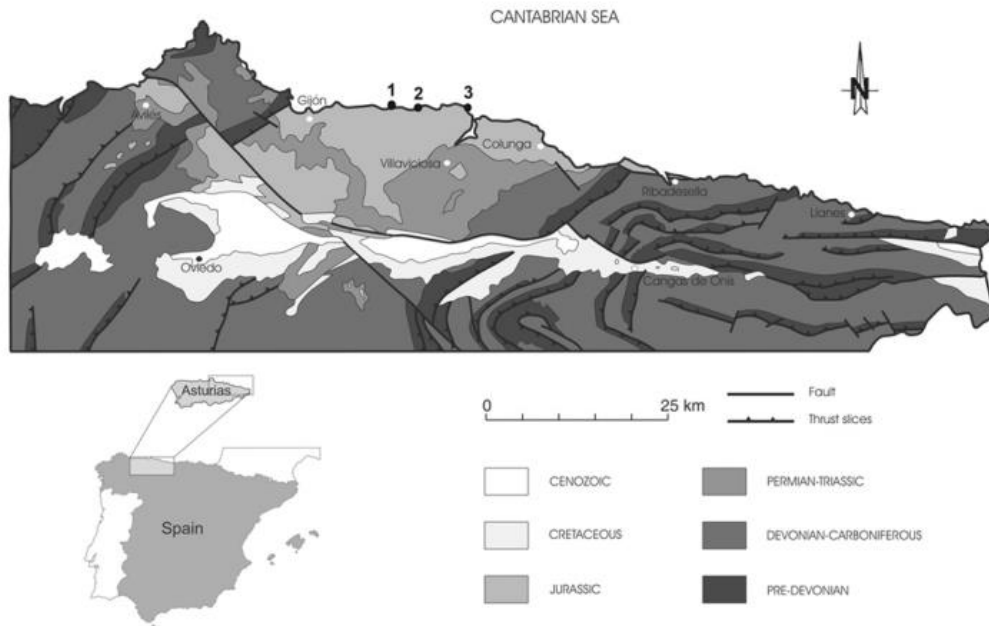 CANTABRIAN SEA
N
1
2
3
Gijón
Avilés
Colunga
Villaviciosa
Ribadesella
Llanes
Oviedo
Cangas de Onis
Asturias
Spain
0
25 km
Fault
Thrust slices
CENOZOIC
PERMIAN-TRIASSIC
CRETACEOUS
DEVONIAN-CARBONIFEROUS
JURASSIC
PRE-DEVONIAN